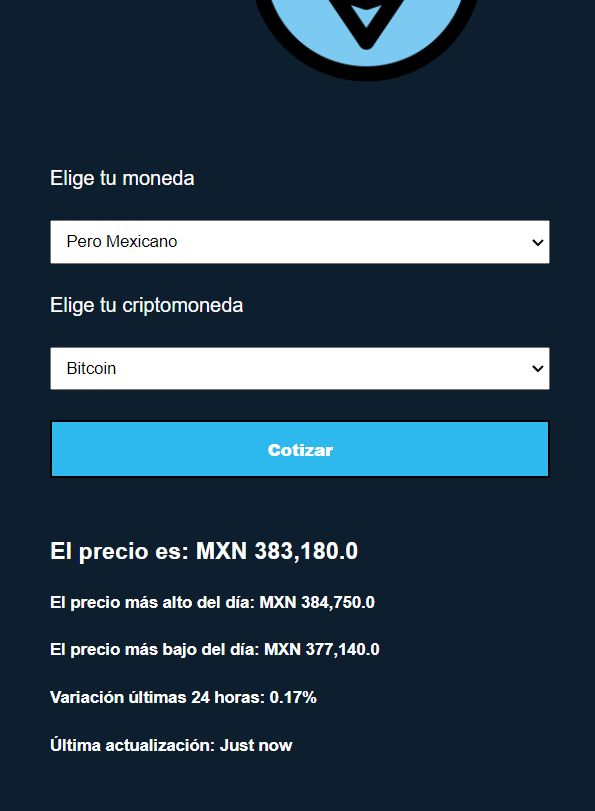 Elige tu moneda
Pero Mexicano
Elige tu criptomoneda
Bitcoin
Cotizar
El precio es: MXN 383,180.0
El precio más alto del día: MXN 384,750.0
El precio más bajo del día: MXN 377,140.0
Variación últimas 24 horas: 0.17%
Última actualización: Just now